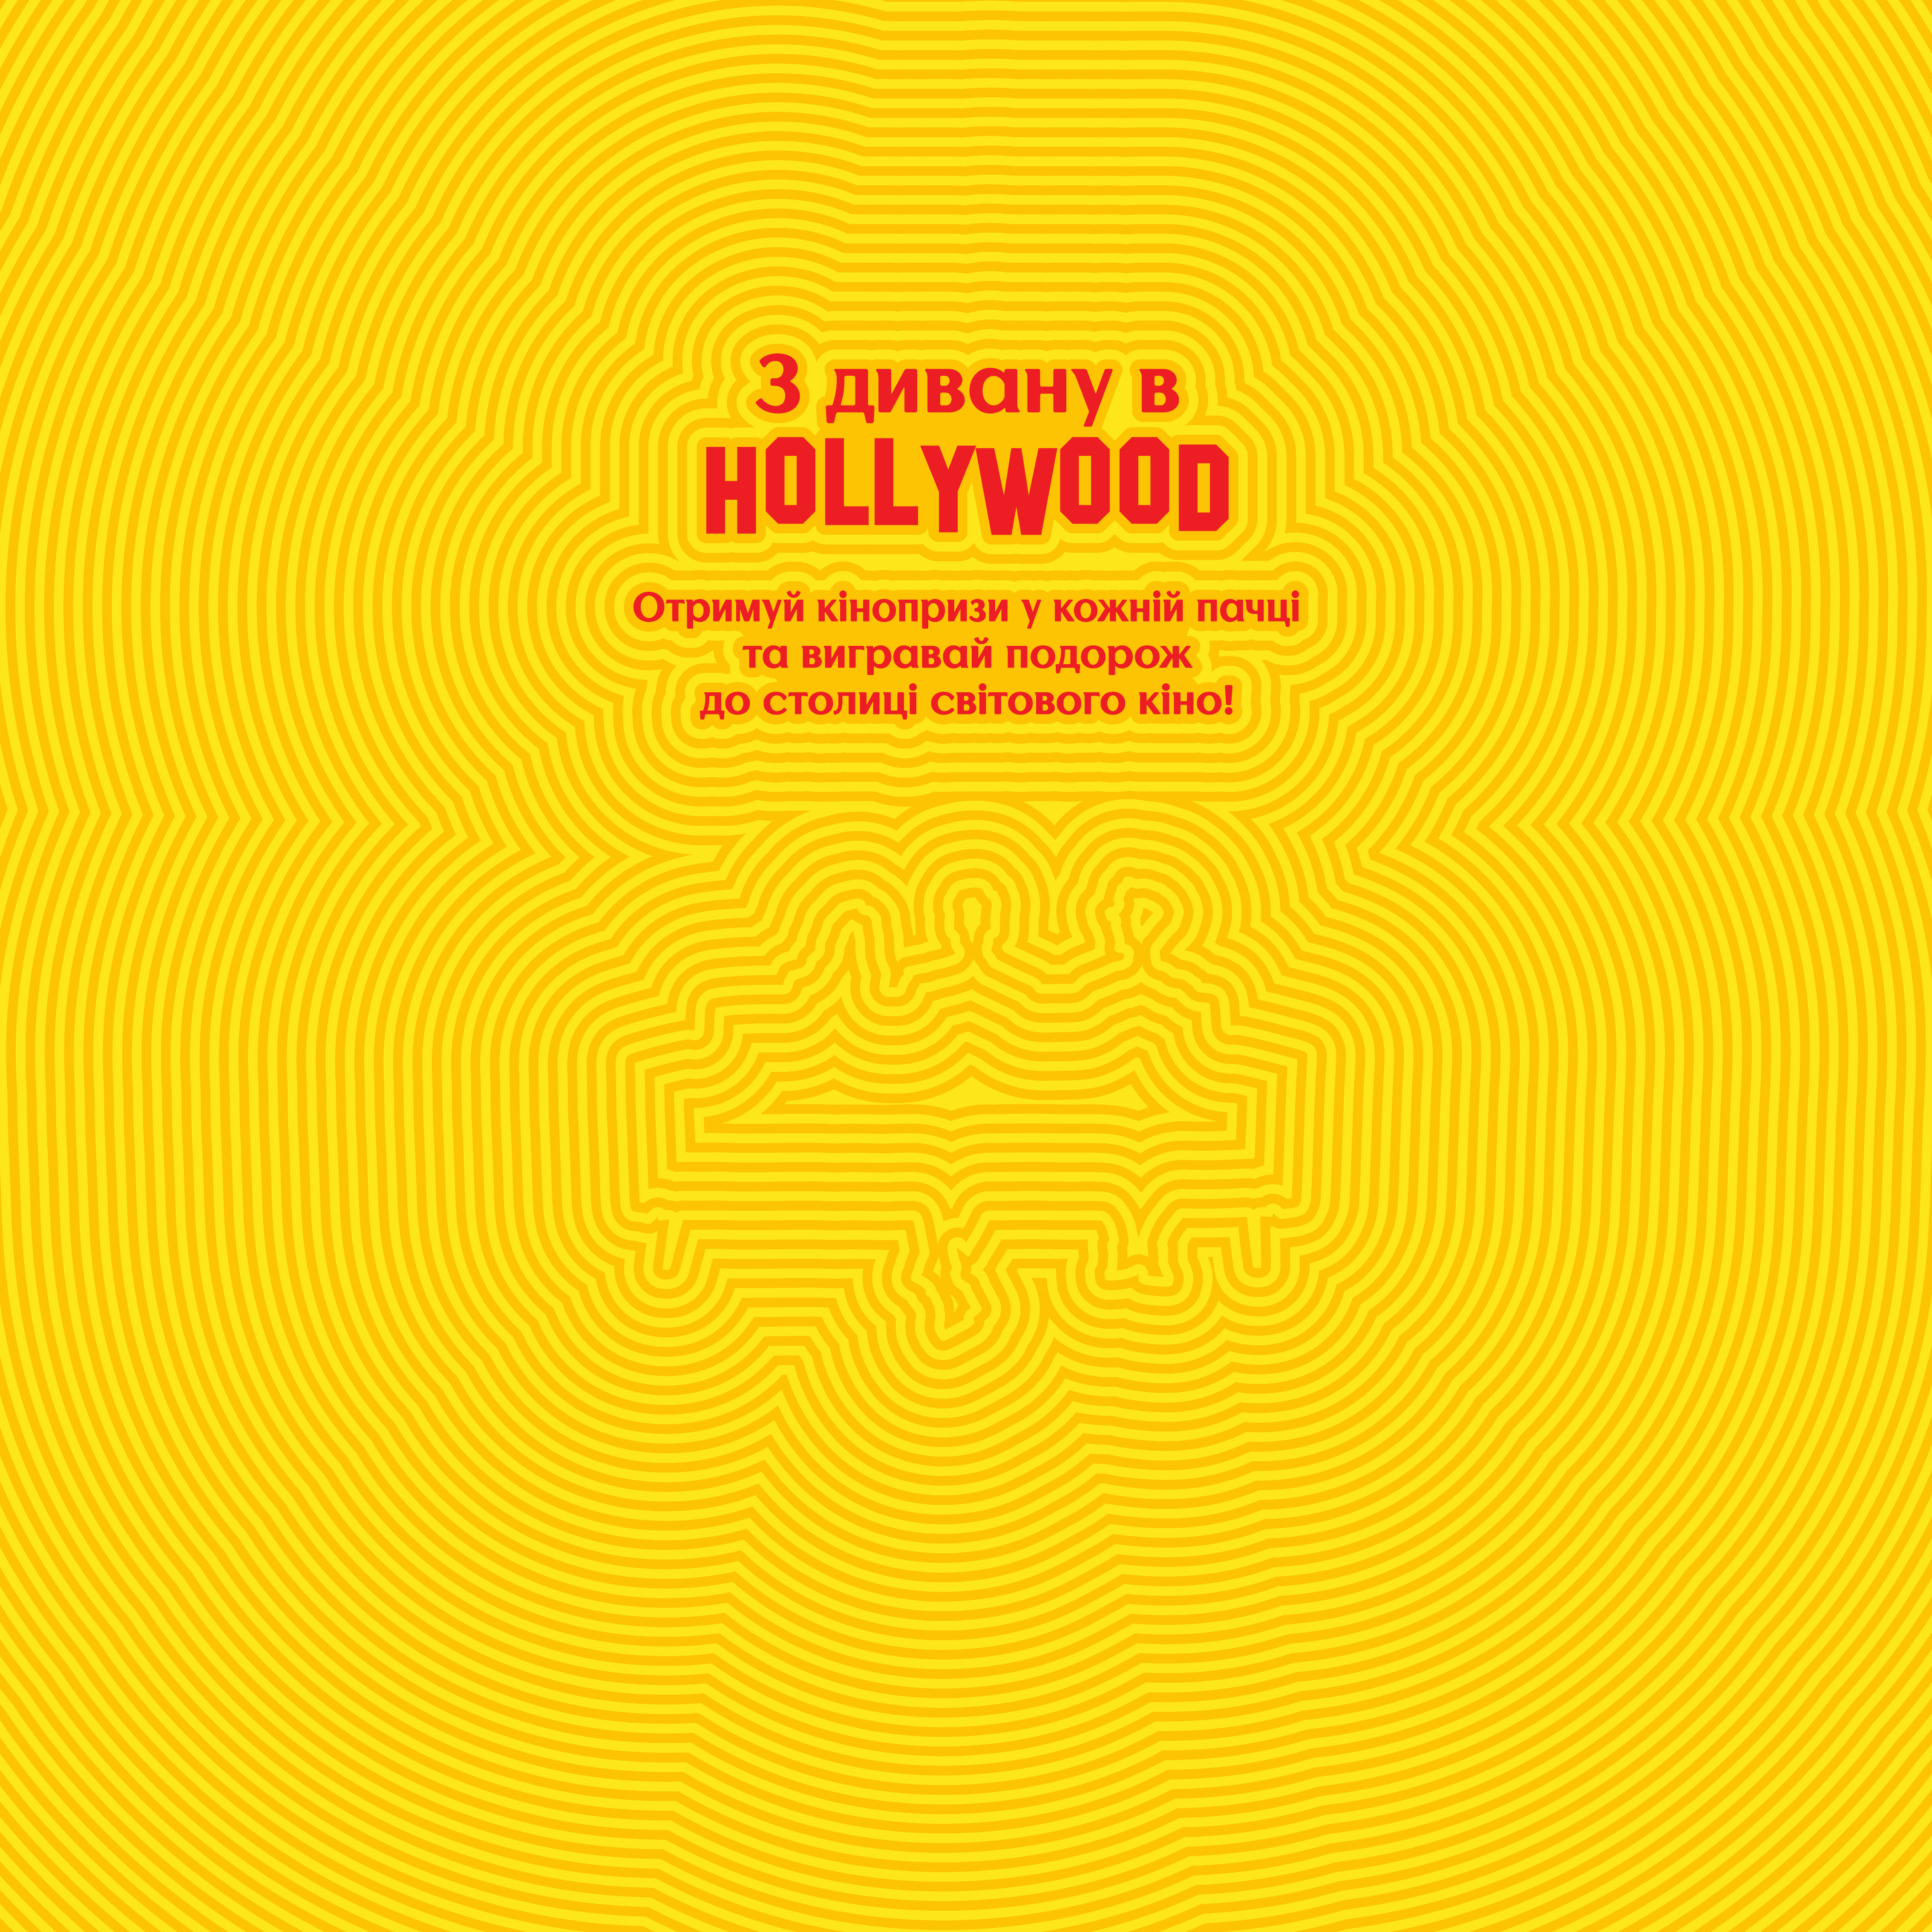 З дивану в
HOLLYWOOD
Отримуй кінопризи у кожній пачці
та вигравай подорож
до столиці світового кіно!